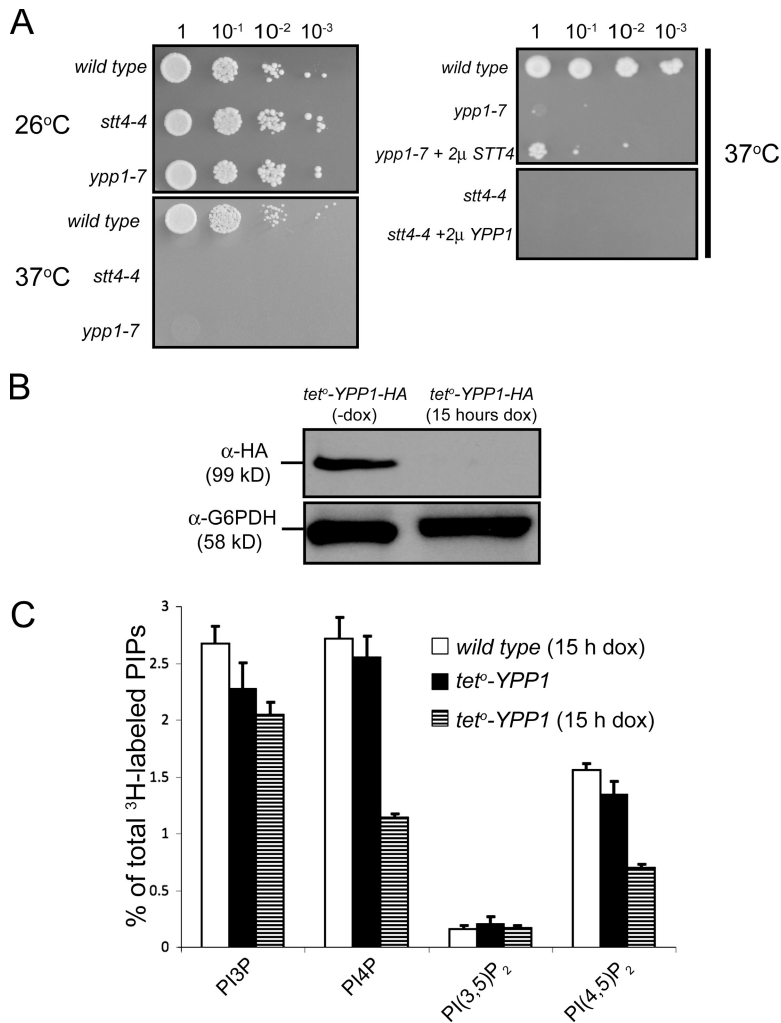 A
1 10⁻¹ 10⁻² 10⁻³
wild type
26°C stt4-4
ypp1-7
wild type
37°C stt4-4
ypp1-7
1 10⁻¹ 10⁻² 10⁻³
wild type
ypp1-7
ypp1-7 + 2μ STT4
37°C
stt4-4
stt4-4 +2μ YPP1
B
tetᵒ-YPP1-HA tetᵒ-YPP1-HA
(-dox) (15 hours dox)
α-HA
(99 kD)
α-G6PDH
(58 kD)
C
% of total ³H-labeled PIPs
3
2.5
2
1.5
1
0.5
0
wild type (15 h dox)
tetᵒ-YPP1
tetᵒ-YPP1 (15 h dox)
PI3P PI4P PI(3,5)P₂ PI(4,5)P₂